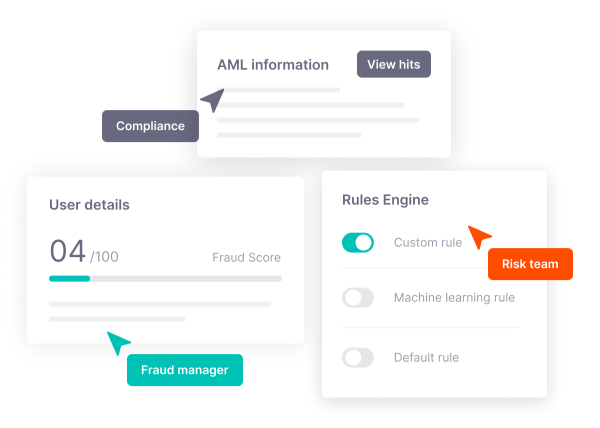 AML information
View hits
Compliance
User details
04 /100
Fraud Score
Fraud manager
Rules Engine
Custom rule
Risk team
Machine learning rule
Default rule